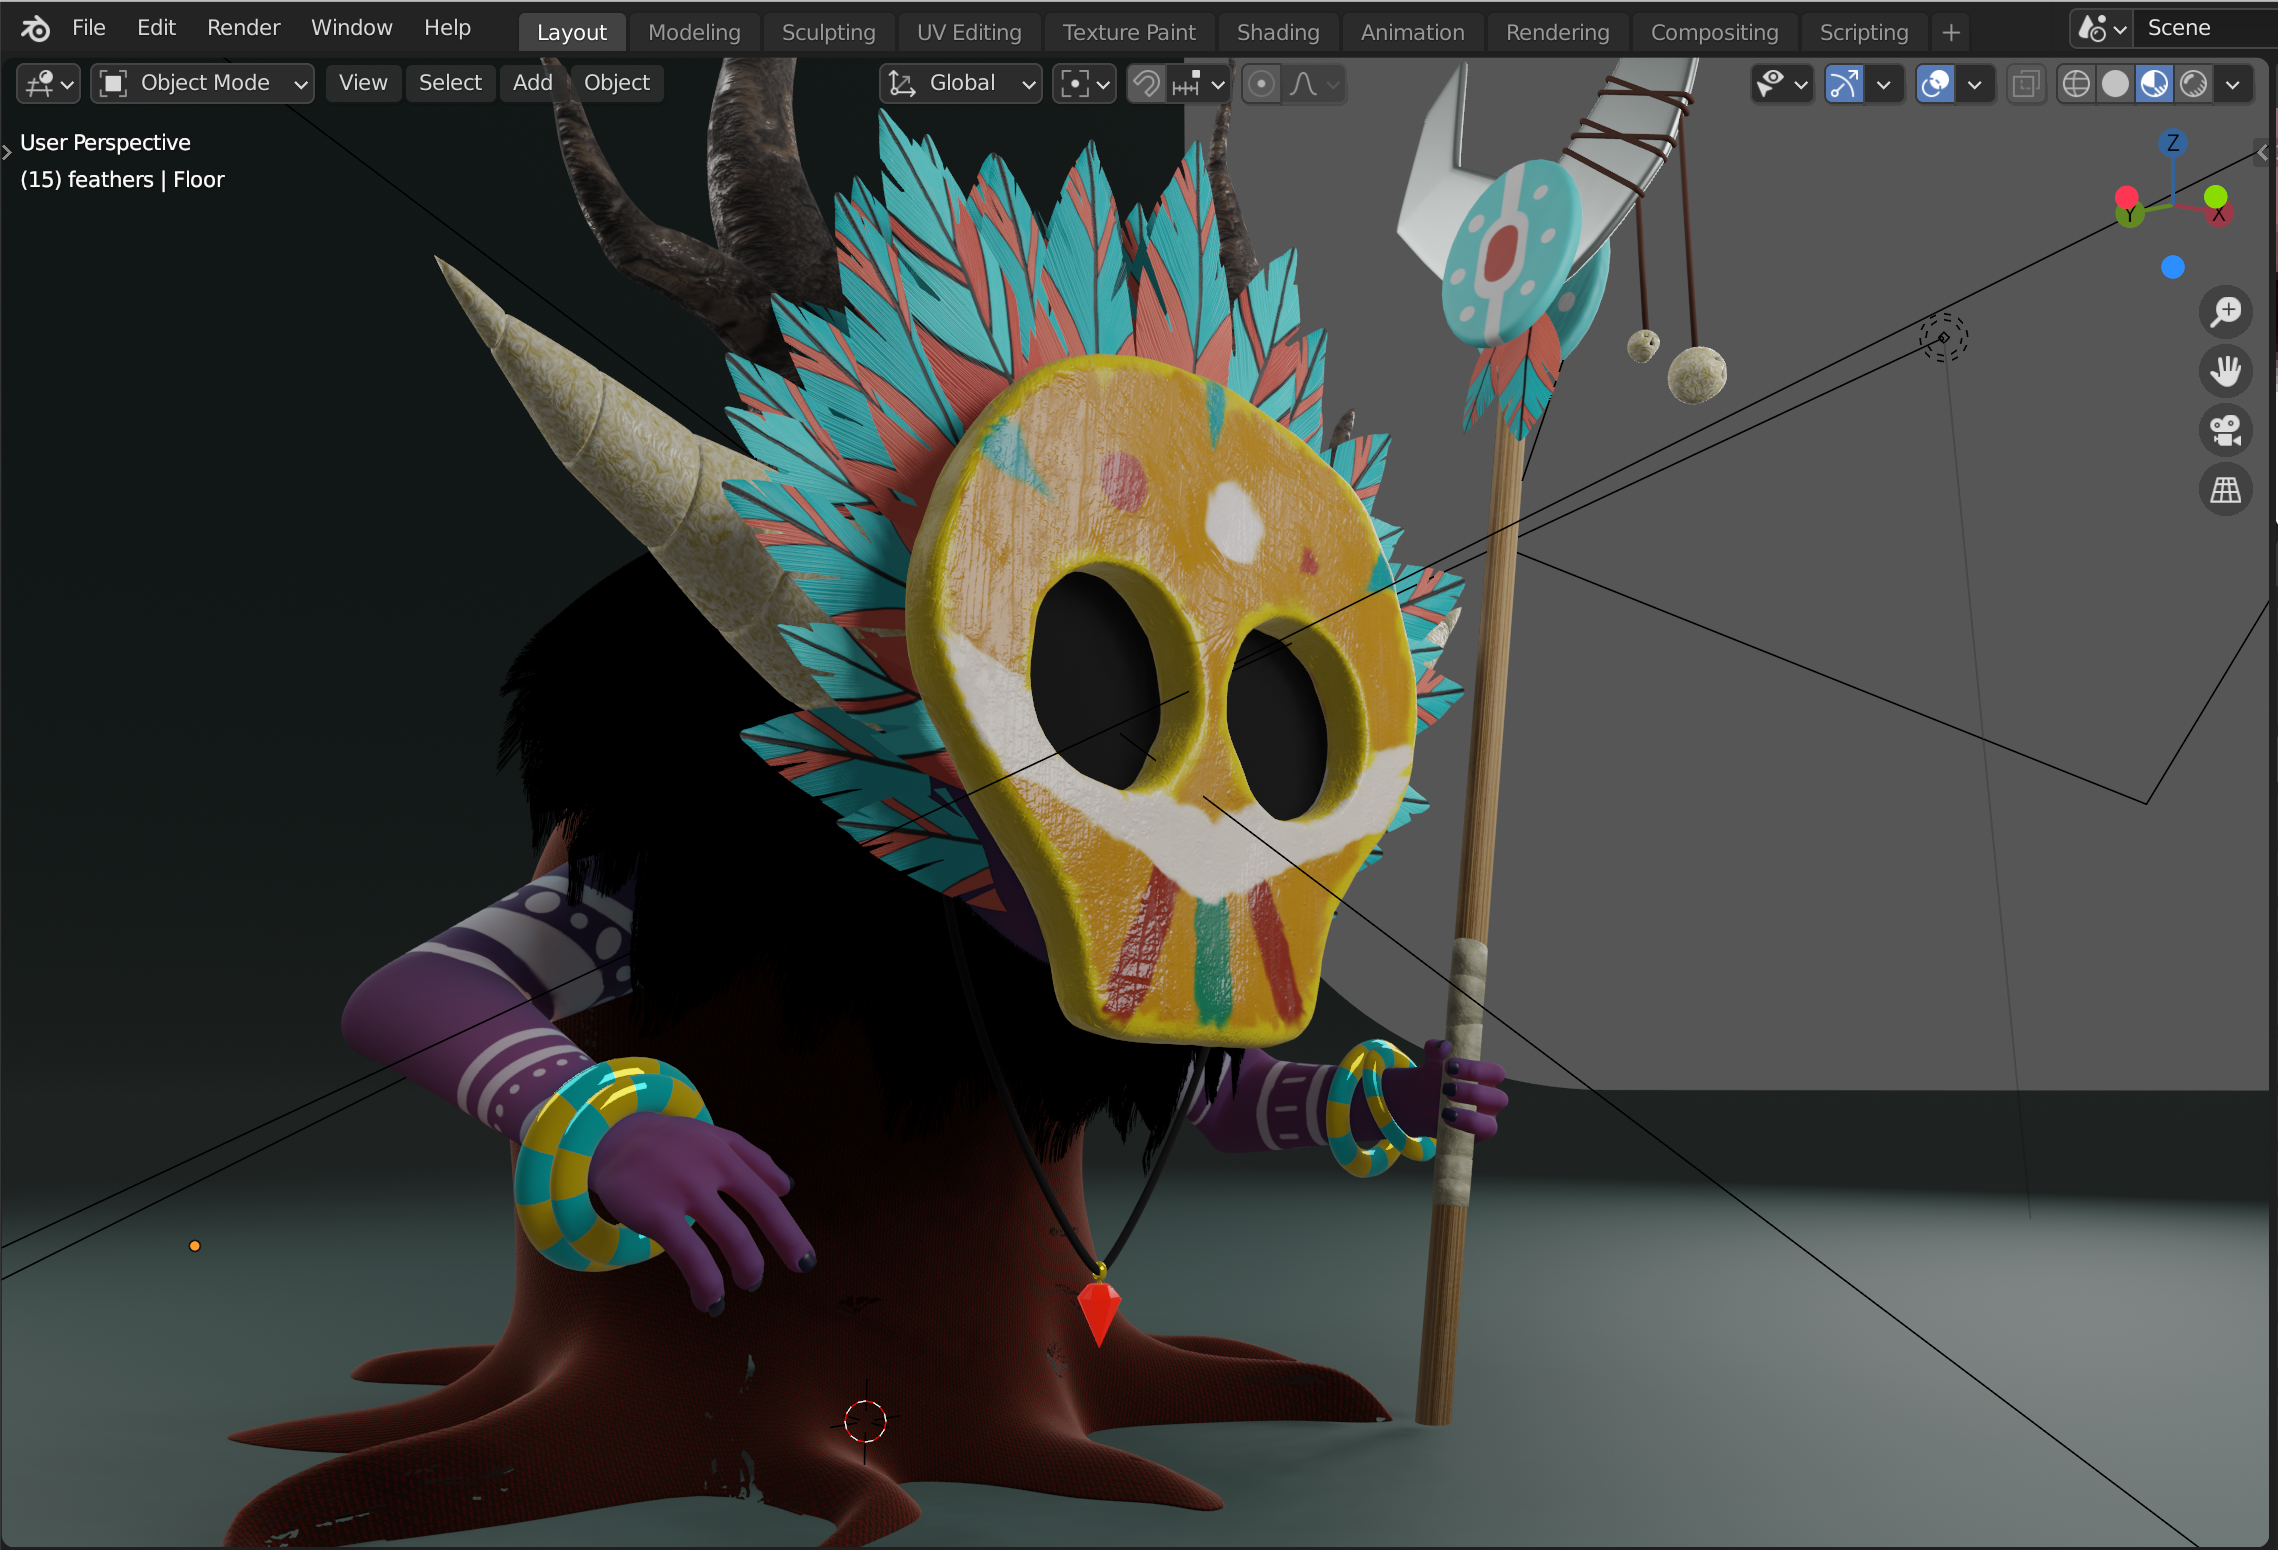 File Edit Render Window Help Layout Modeling Sculpting UV Editing Texture Paint Shading Animation Rendering Compositing Scripting + Scene
Object Mode View Select Add Object Global
User Perspective
(15) feathers | Floor
Z
Y X